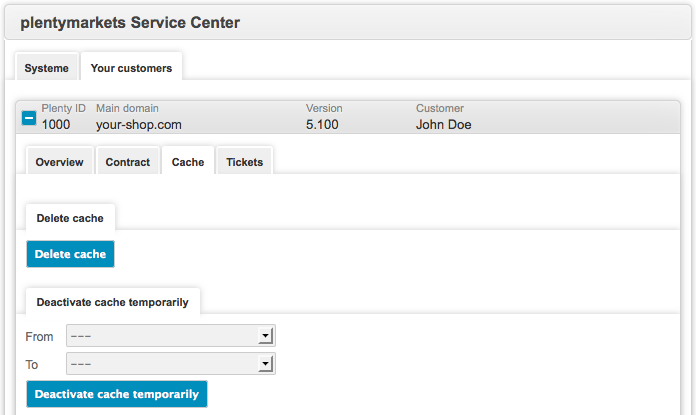 plentymarkets Service Center
Systeme Your customers
Plenty ID Main domain Version Customer
1000 your-shop.com 5.100 John Doe
Overview Contract Cache Tickets
Delete cache
Delete cache
Deactivate cache temporarily
From ---
To ---
Deactivate cache temporarily